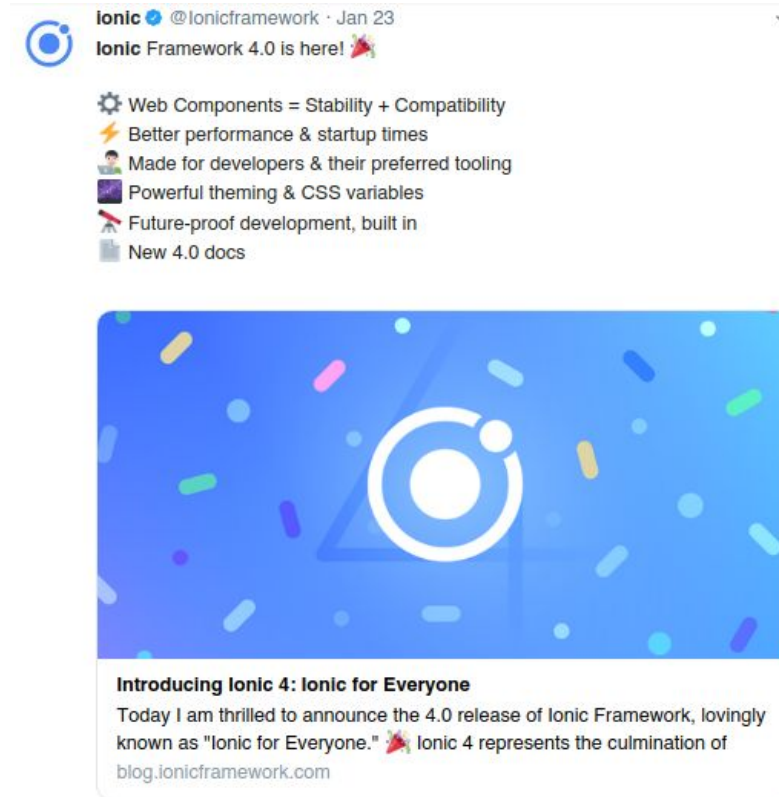 ionic @Ionicframework · Jan 23
Ionic Framework 4.0 is here! 🎉
⚙️ Web Components = Stability + Compatibility
⚡ Better performance & startup times
👨🏻‍💻 Made for developers & their preferred tooling
🌌 Powerful theming & CSS variables
🔭 Future-proof development, built in
📄 New 4.0 docs
4
Introducing Ionic 4: Ionic for Everyone
Today I am thrilled to announce the 4.0 release of Ionic Framework, lovingly
known as "Ionic for Everyone." 🎉 Ionic 4 represents the culmination of
blog.ionicframework.com